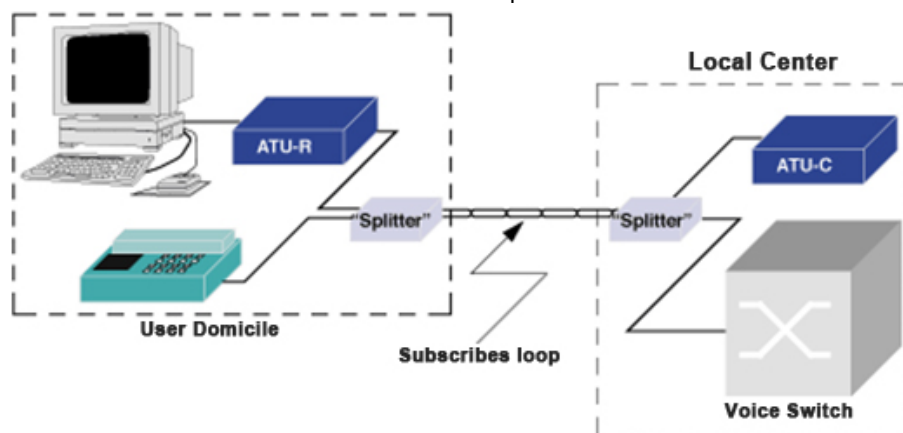 Local Center
ATU-R
ATU-C
"Splitter"
"Splitter"
User Domicile
Subscribes loop
Voice Switch